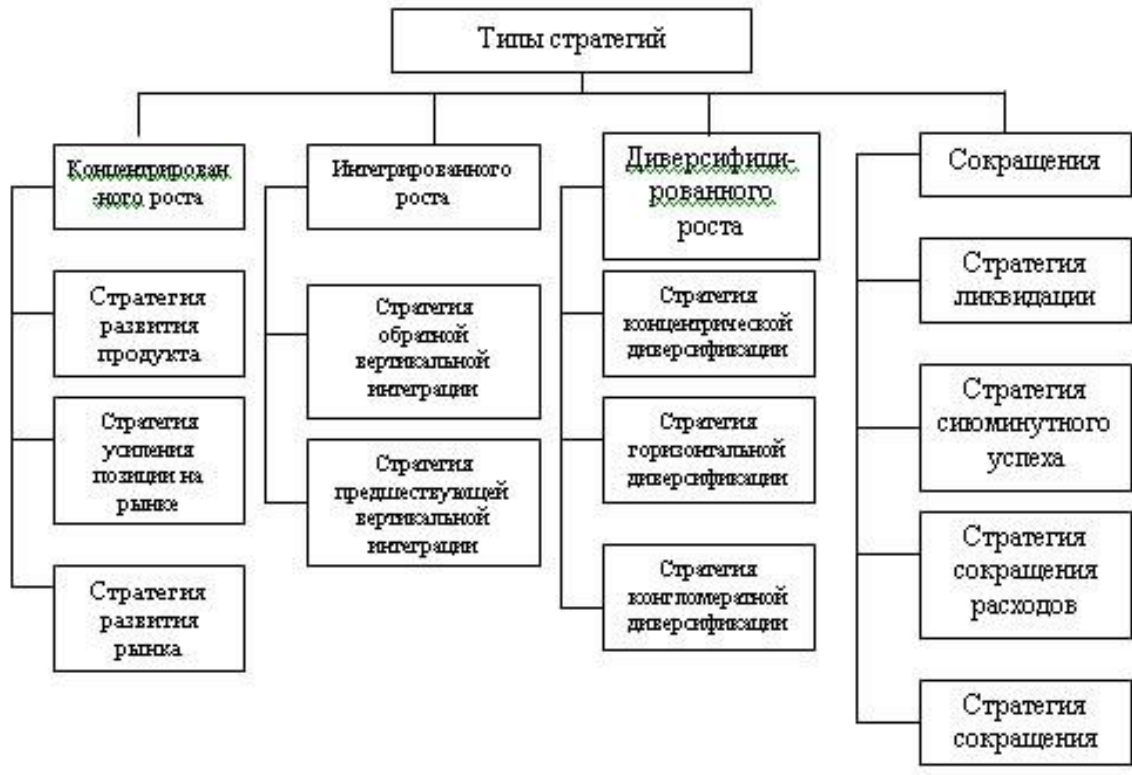 Типы стратегий
Концентрирован
-ного роста
Стратегия
развития
продукта
Стратегия
усиления
позиции на
рынке
Стратегия
развития
рынка
Интегрированного
роста
Стратегия
обратной
вертикальной
интеграции
Стратегия
предшествующей
вертикальной
интеграции
Диверсифици-
рованного
роста
Стратегия
концентрической
диверсификации
Стратегия
горизонтальной
диверсификации
Стратегия
конгломератной
диверсификации
Сокращения
Стратегия
ликвидации
Стратегия
сиюминутного
успеха
Стратегия
сокращения
расходов
Стратегия
сокращения